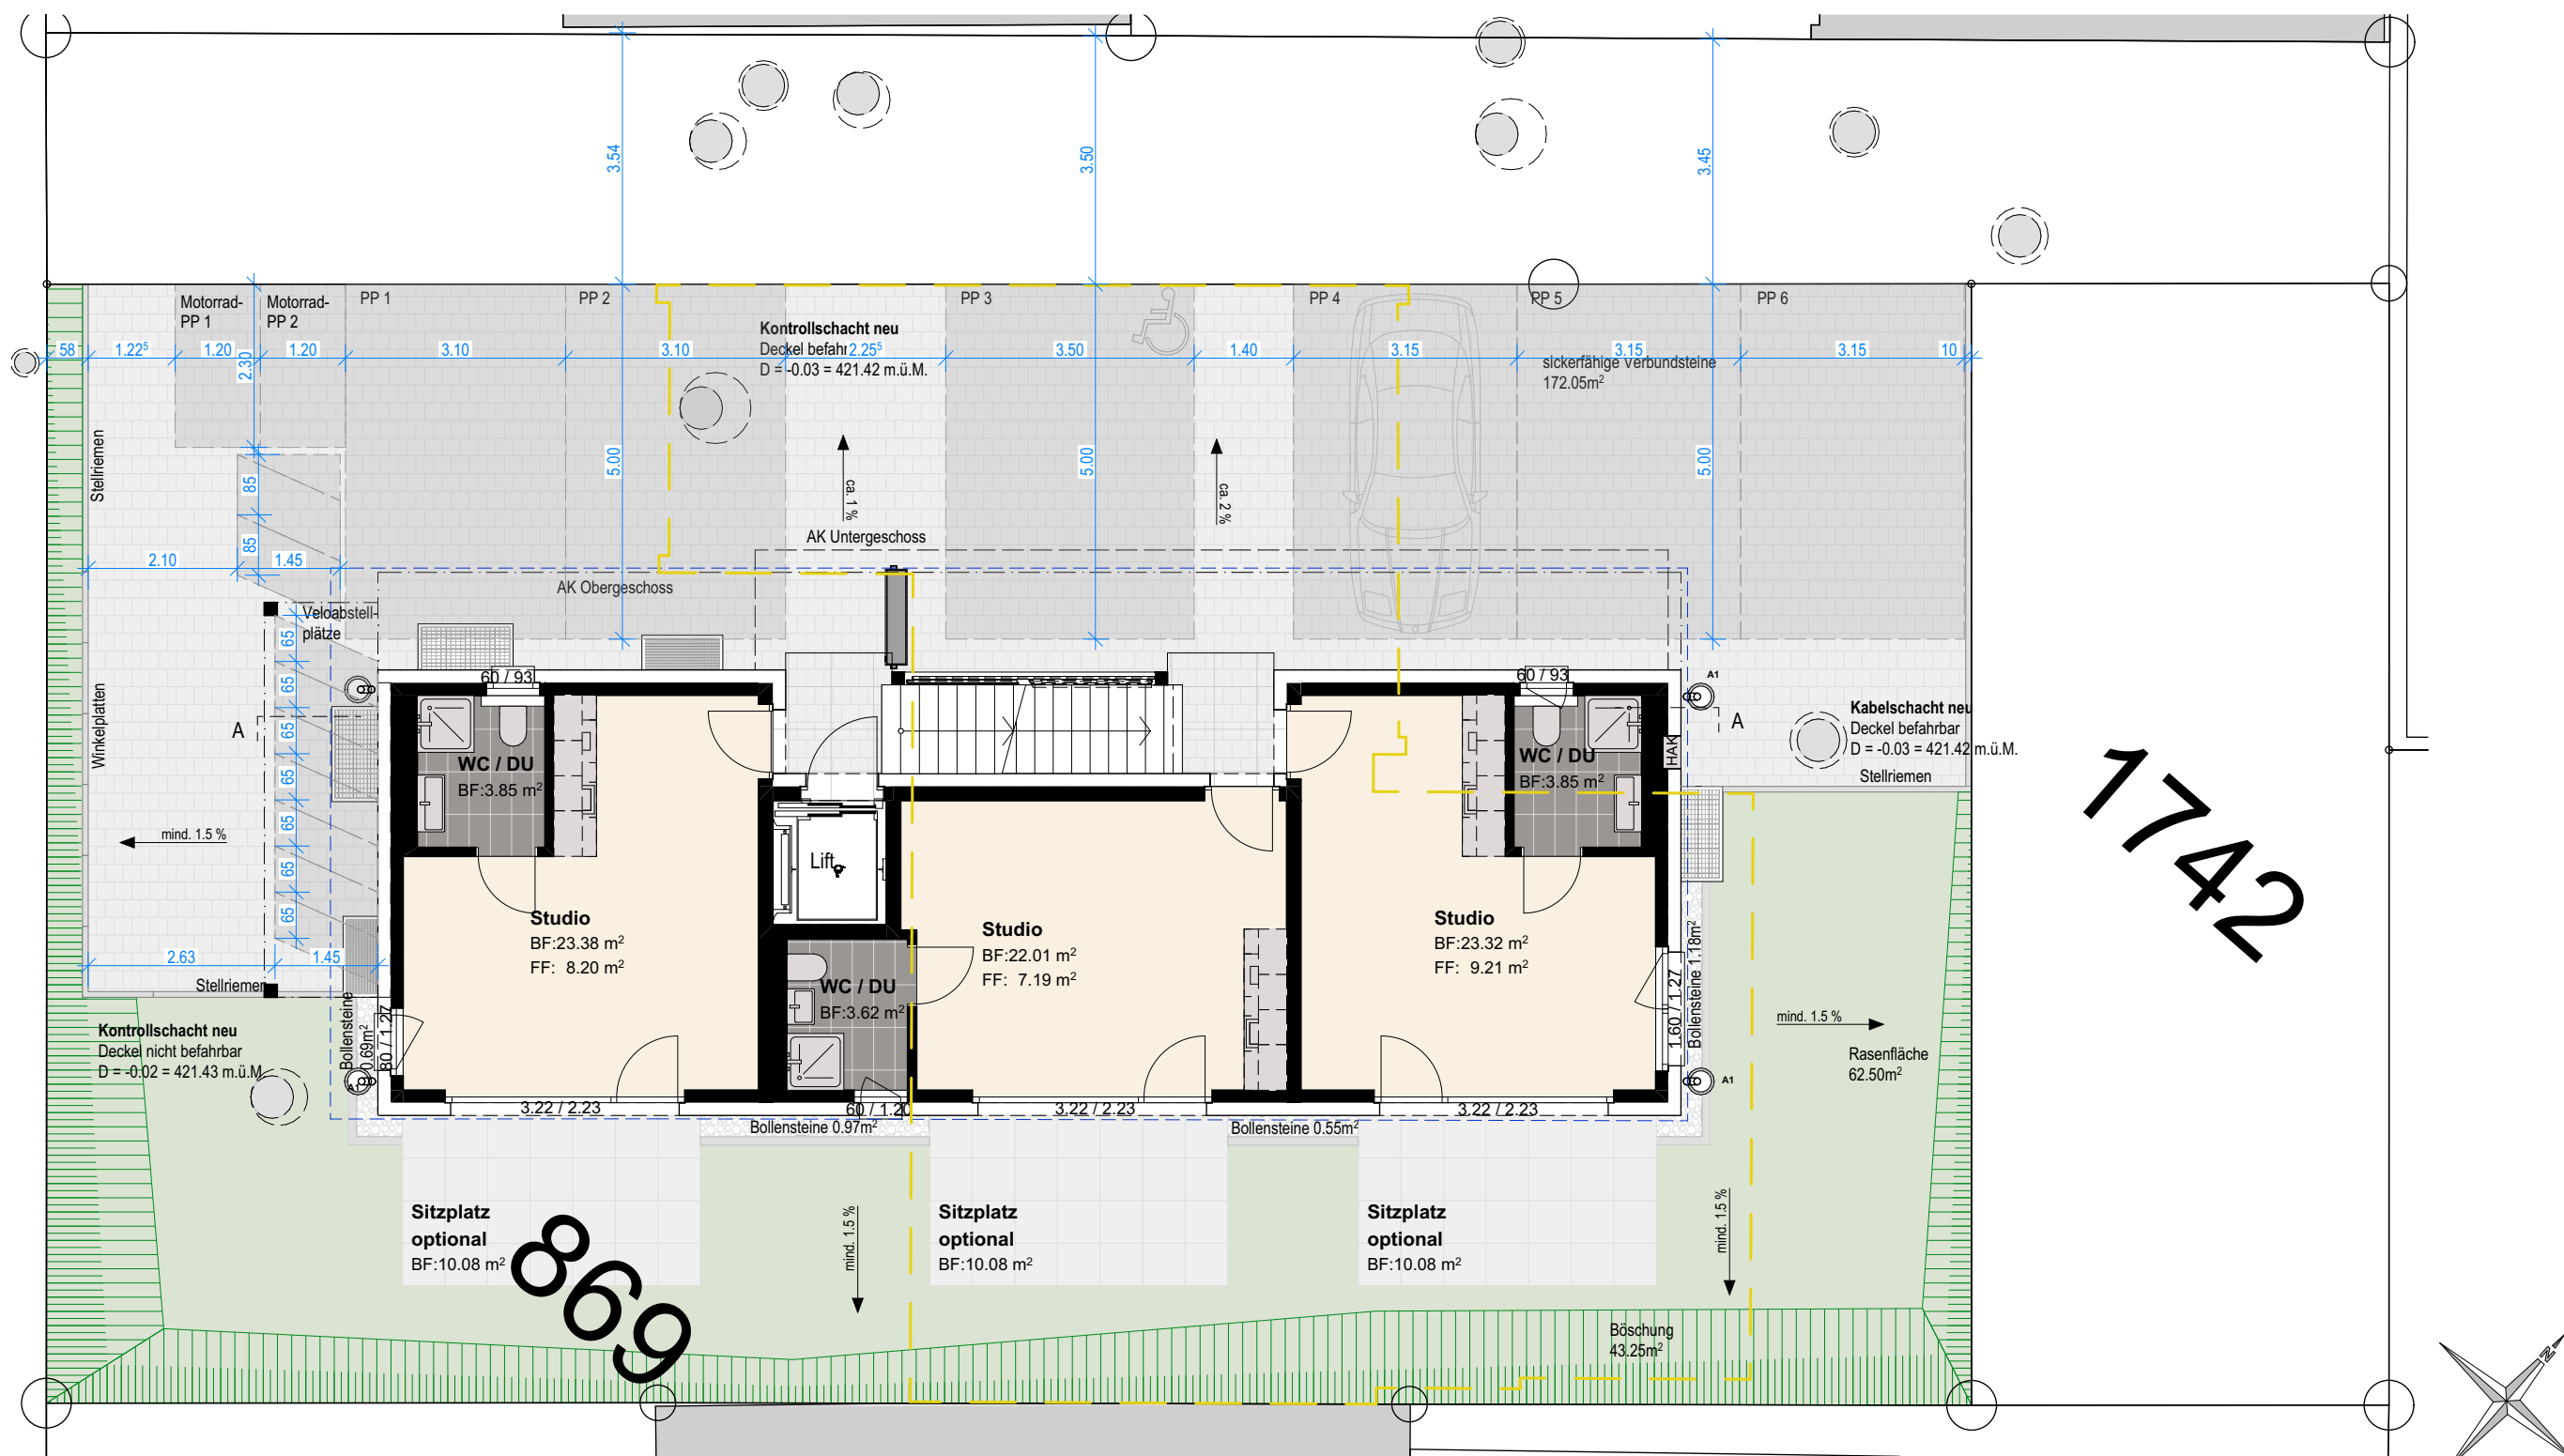 3.54
3.50
3.45
Motorrad-
PP 1
Motorrad-
PP 2
PP 1
PP 2
PP 3
PP 4
PP 5
PP 6
Kontrollschacht neu
Deckel befahr
D = -0.03 = 421.42 m.ü.M.
58
1.22⁵
1.20
1.20
3.10
3.10
2.25⁵
3.50
1.40
3.15
3.15
3.15
10
2.30
sickerfähige Verbundsteine
172.05m²
Stellriemen
85
85
5.00
5.00
5.00
ca. 1 %
ca. 2 %
AK Untergeschoss
2.10
1.45
AK Obergeschoss
Veloabstell-
plätze
65
65
65
65
65
65
65
Winkelplatten
A
60 / 93
60 / 93
A1
A
HAK
Kabelschacht neu
Deckel befahrbar
D = -0.03 = 421.42 m.ü.M.
Stellriemen
WC / DU
BF:3.85 m²
WC / DU
BF:3.85 m²
mind. 1.5 %
Lift
1742
Studio
BF:23.38 m²
FF: 8.20 m²
Studio
BF:22.01 m²
FF: 7.19 m²
Studio
BF:23.32 m²
FF: 9.21 m²
2.63
1.45
Stellriemen
WC / DU
BF:3.62 m²
Bollensteine
0.69m²
80 / 1.27
1.60 / 1.27
Bollensteine 1.18m²
mind. 1.5 %
Kontrollschacht neu
Deckel nicht befahrbar
D = -0.02 = 421.43 m.ü.M
Rasenfläche
62.50m²
A1
A1
3.22 / 2.23
60 / 1.20
3.22 / 2.23
3.22 / 2.23
Bollensteine 0.97m²
Bollensteine 0.55m²
Sitzplatz
optional
BF:10.08 m²
Sitzplatz
optional
BF:10.08 m²
Sitzplatz
optional
BF:10.08 m²
mind. 1.5 %
mind. 1.5 %
869
Böschung
43.25m²
N